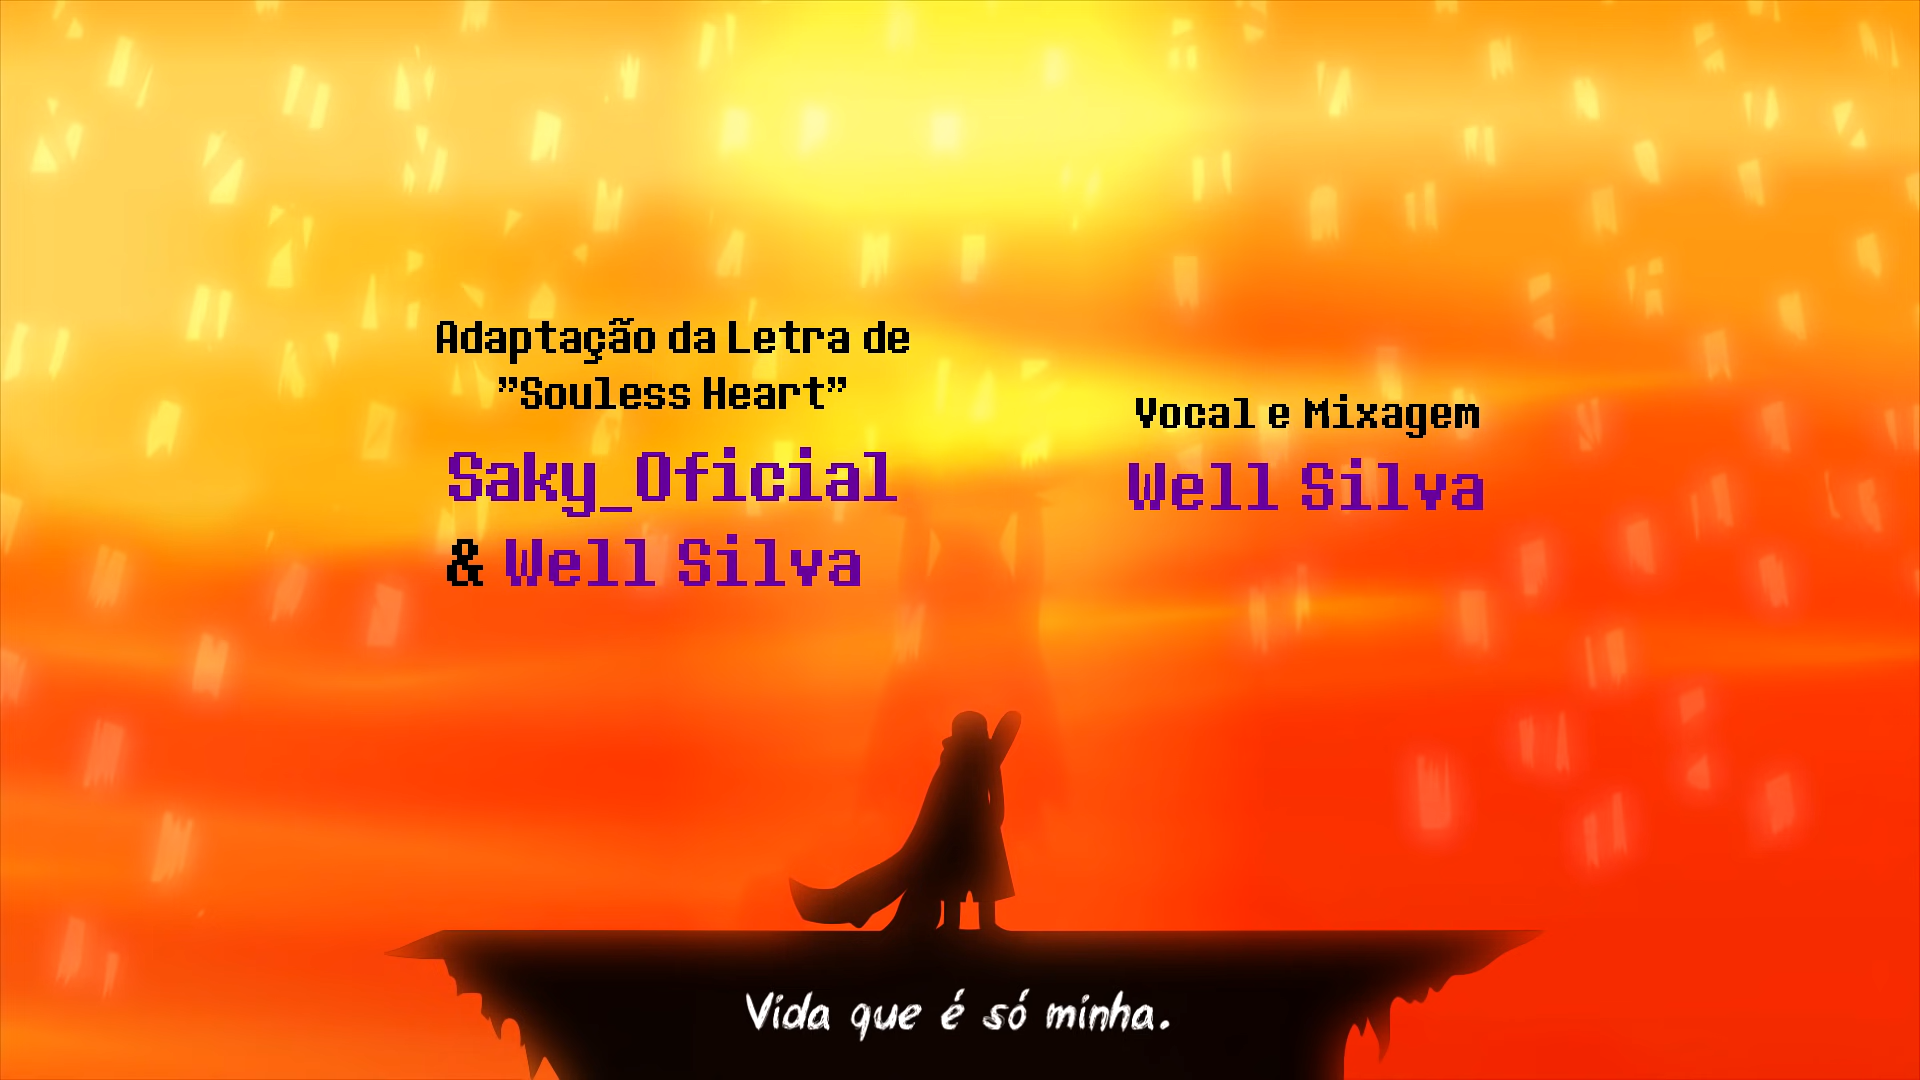 Adaptação da Letra de
"Souless Heart"
Saky_Oficial
& Well Silva
Vocal e Mixagem
Well Silva
Vida que é só minha.